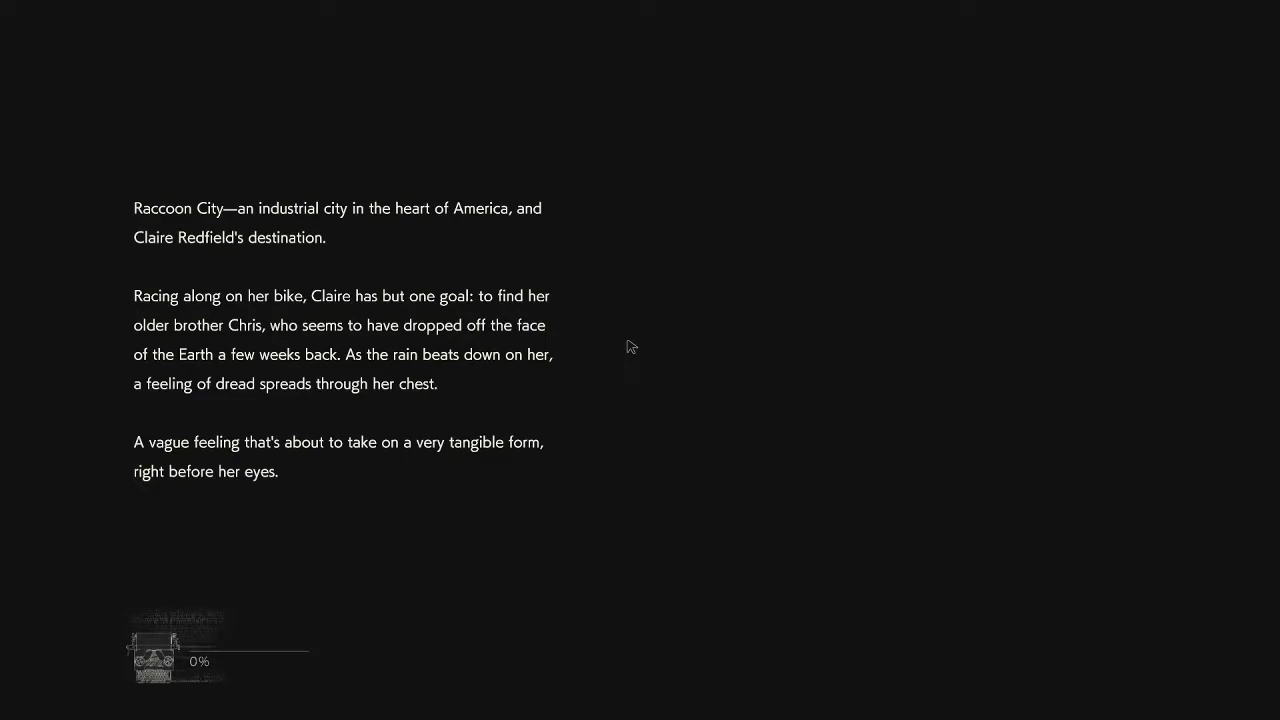 Raccoon City—an industrial city in the heart of America, and
Claire Redfield's destination.
Racing along on her bike, Claire has but one goal: to find her
older brother Chris, who seems to have dropped off the face
of the Earth a few weeks back. As the rain beats down on her,
a feeling of dread spreads through her chest.
A vague feeling that's about to take on a very tangible form,
right before her eyes.
0%